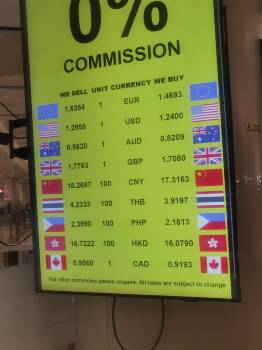 0%
COMMISSION
WE SELL UNIT CURRENCY WE BUY
1.5354 1 EUR 1.4693
1.2958 1 USD 1.2400
0.8620 1 AUD 0.8209
1.7763 1 GBP 1.7080
18.2687 100 CNY 17.3163
4.2333 100 THB 3.9197
2.3990 100 PHP 2.1613
16.7222 100 HKD 16.0790
0.9560 1 CAD 0.9193
For other currencies please enquire. All rates are subject to change